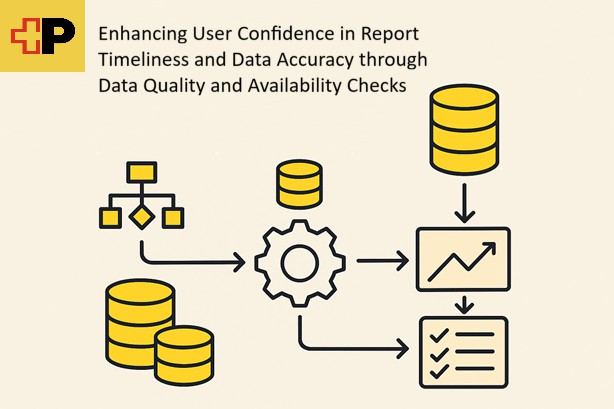 P
Enhancing User Confidence in Report
Timeliness and Data Accuracy through
Data Quality and Availability Checks